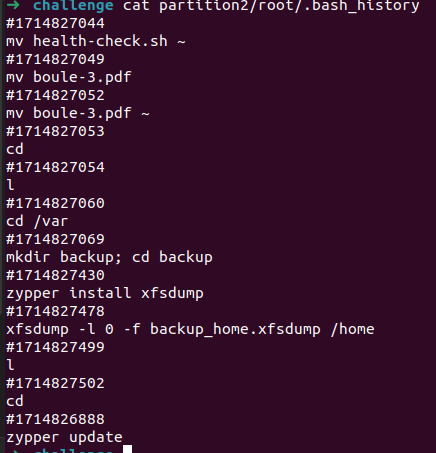 → challenge cat partition2/root/.bash_history
#1714827044
mv health-check.sh ~
#1714827049
mv boule-3.pdf
#1714827052
mv boule-3.pdf ~
#1714827053
cd
#1714827054
l
#1714827060
cd /var
#1714827069
mkdir backup; cd backup
#1714827430
zypper install xfsdump
#1714827478
xfsdump -l 0 -f backup_home.xfsdump /home
#1714827499
l
#1714827502
cd
#1714826888
zypper update